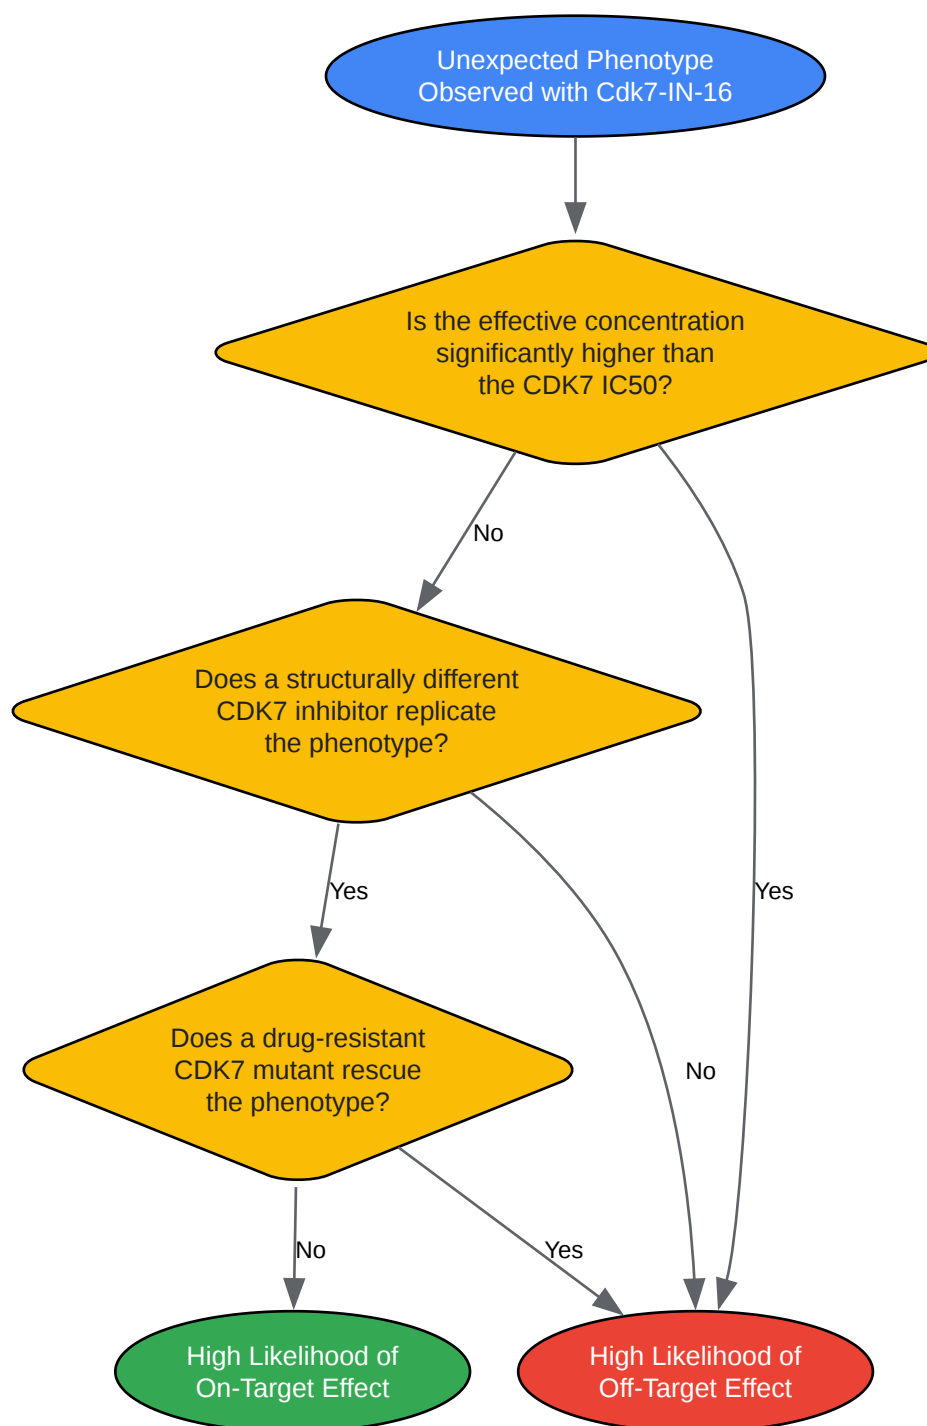 Unexpected Phenotype
Observed with Cdk7-IN-16
Is the effective concentration
significantly higher than
the CDK7 IC50?
No
Does a structurally different
CDK7 inhibitor replicate
the phenotype?
Yes
Yes
Does a drug-resistant
CDK7 mutant rescue
the phenotype?
No
No
Yes
High Likelihood of
On-Target Effect
High Likelihood of
Off-Target Effect